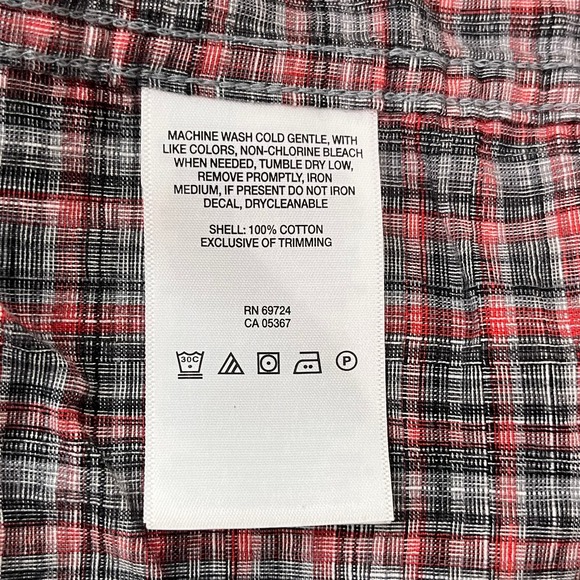 MACHINE WASH COLD GENTLE, WITH
LIKE COLORS, NON-CHLORINE BLEACH
WHEN NEEDED, TUMBLE DRY LOW,
REMOVE PROMPTLY, IRON
MEDIUM, IF PRESENT DO NOT IRON
DECAL, DRYCLEANABLE
SHELL: 100% COTTON
EXCLUSIVE OF TRIMMING
RN 69724
CA 05367
30C P